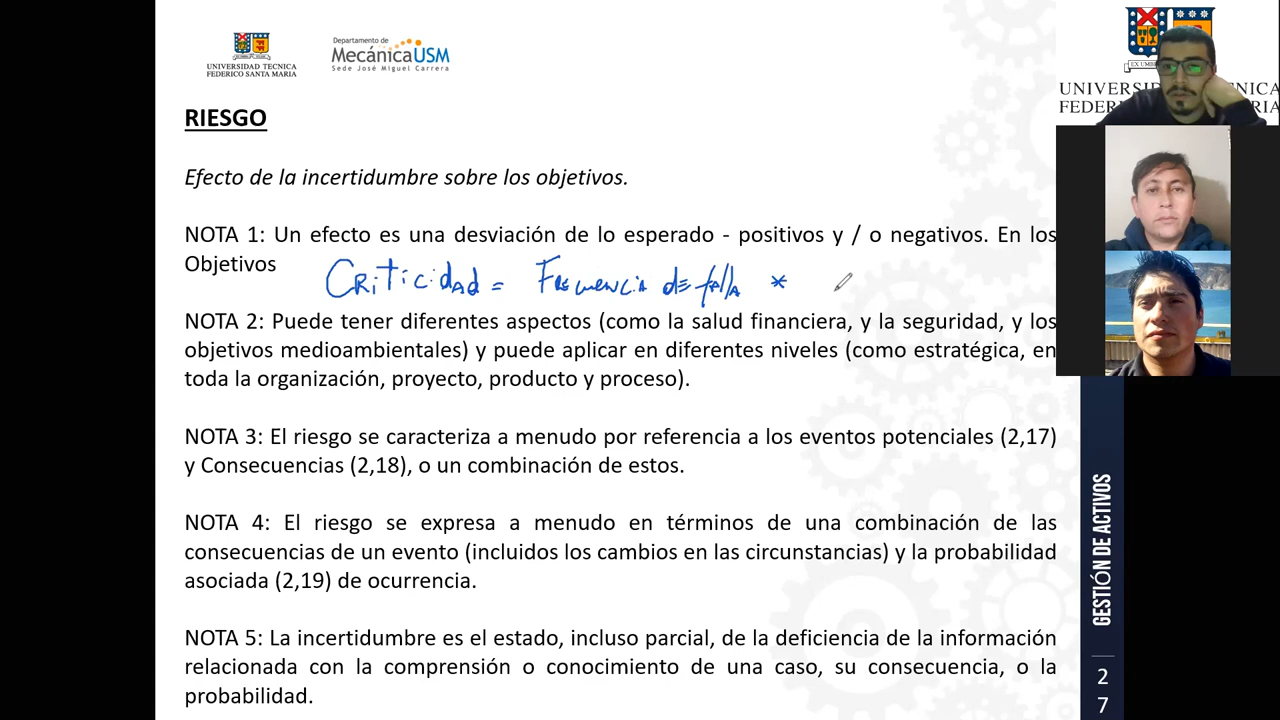 UNIVERSIDAD TECNICA
FEDERICO SANTA MARIA
Departamento de
MecánicaUSM
Sede José Miguel Carrera
RIESGO
Efecto de la incertidumbre sobre los objetivos.
NOTA 1: Un efecto es una desviación de lo esperado - positivos y / o negativos. En los
Objetivos
CRiTiciDAd = Frecuencia de falla *
NOTA 2: Puede tener diferentes aspectos (como la salud financiera, y la seguridad, y los
objetivos medioambientales) y puede aplicar en diferentes niveles (como estratégica, en
toda la organización, proyecto, producto y proceso).
NOTA 3: El riesgo se caracteriza a menudo por referencia a los eventos potenciales (2,17)
y Consecuencias (2,18), o un combinación de estos.
NOTA 4: El riesgo se expresa a menudo en términos de una combinación de las
consecuencias de un evento (incluidos los cambios en las circunstancias) y la probabilidad
asociada (2,19) de ocurrencia.
NOTA 5: La incertidumbre es el estado, incluso parcial, de la deficiencia de la información
relacionada con la comprensión o conocimiento de una caso, su consecuencia, o la
probabilidad.
GESTIÓN DE ACTIVOS
2
7